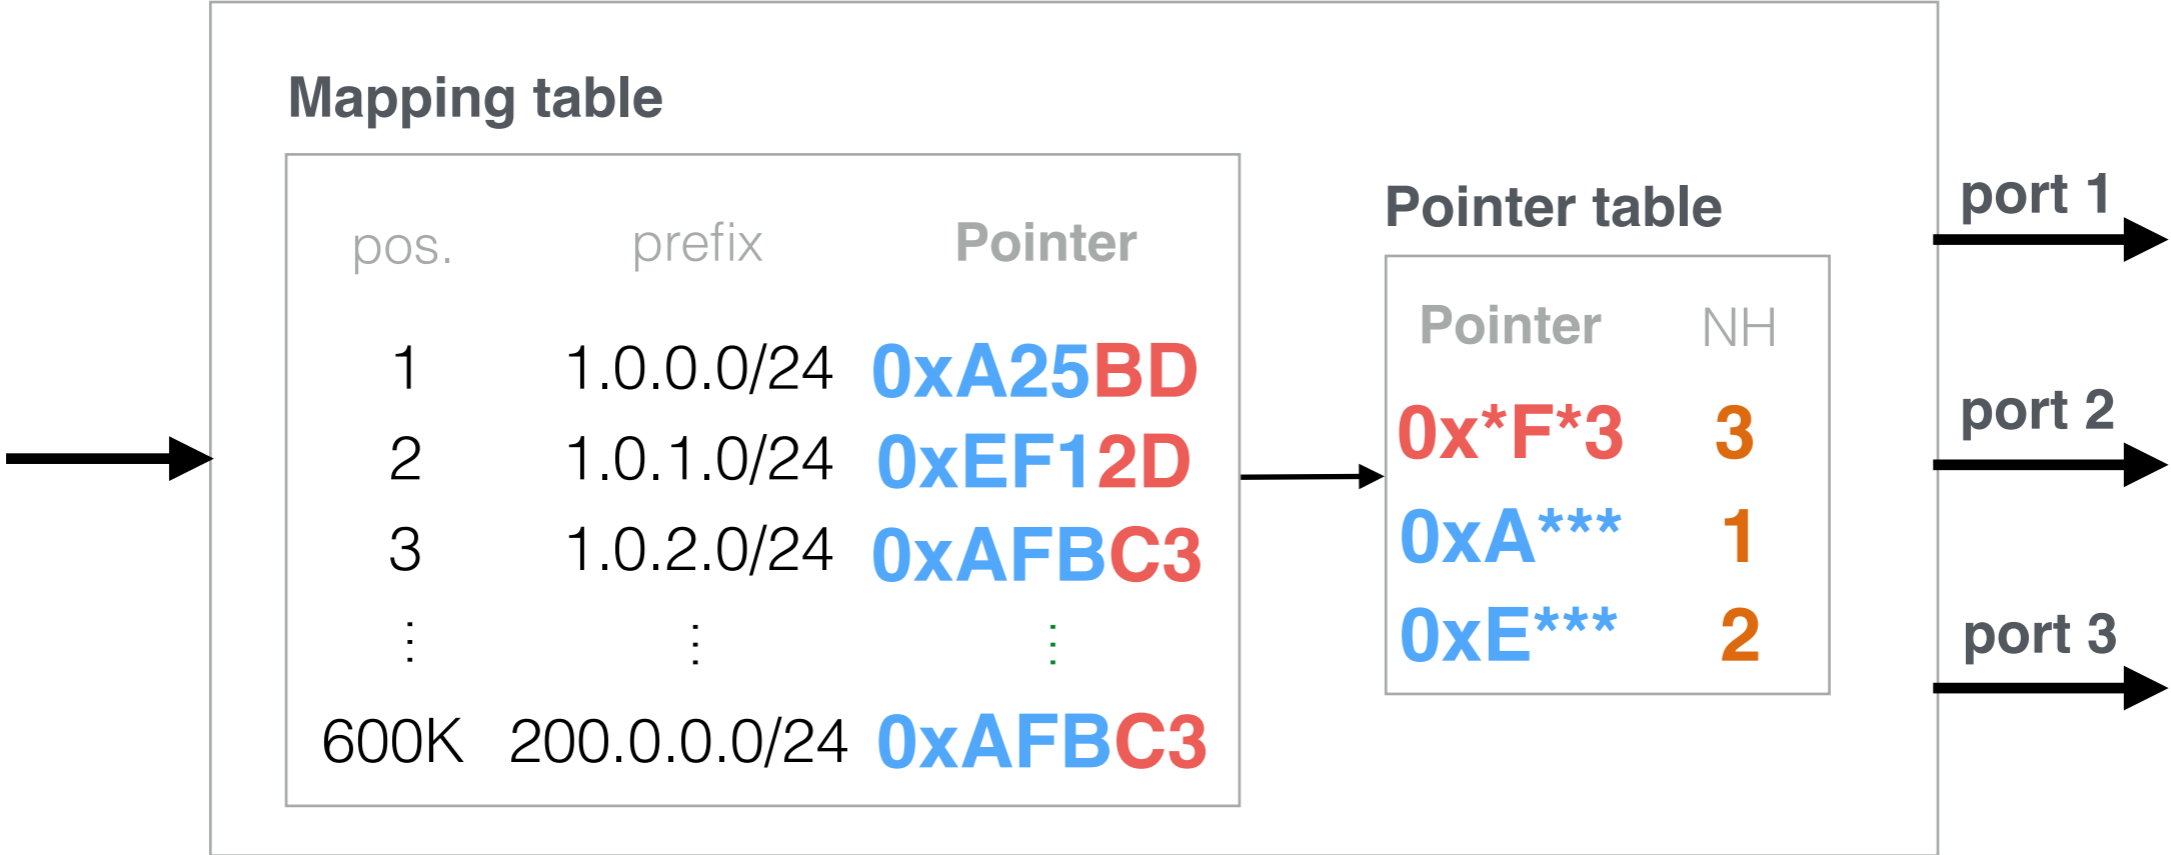 Mapping table
pos. prefix Pointer
1 1.0.0.0/24 0xA25BD
2 1.0.1.0/24 0xEF12D
3 1.0.2.0/24 0xAFBC3
⋮ ⋮ ⋮
600K 200.0.0.0/24 0xAFBC3
Pointer table
Pointer NH
0x*F*3 3
0xA*** 1
0xE*** 2
port 1
port 2
port 3